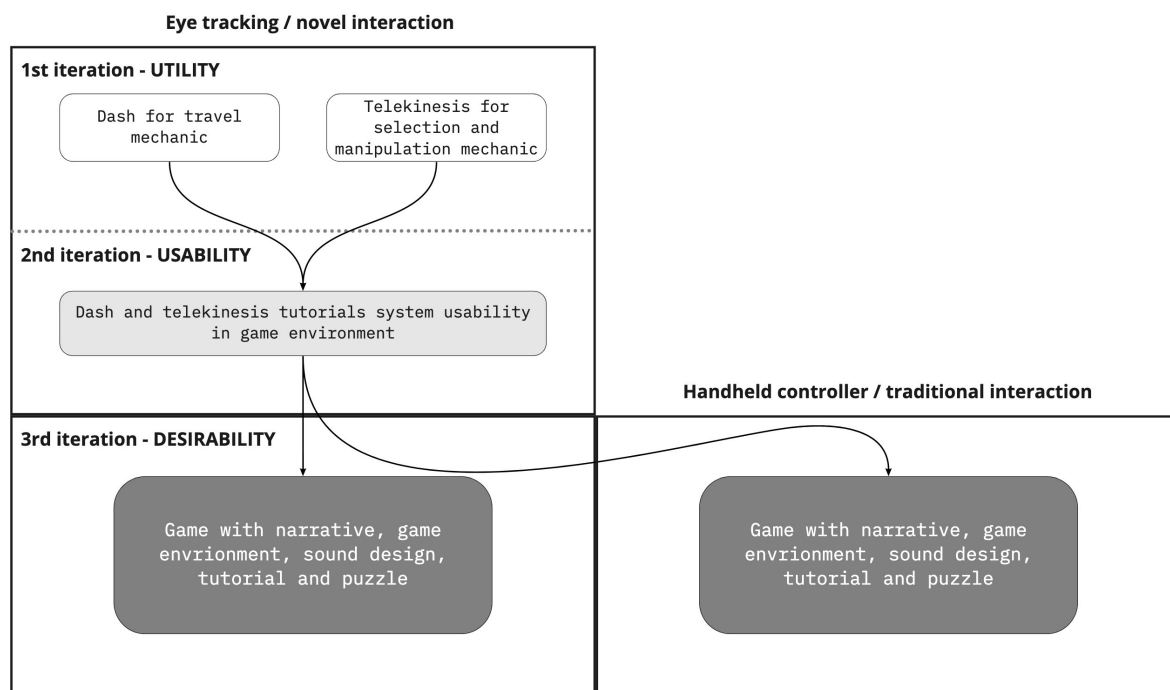 Eye tracking / novel interaction
1st iteration - UTILITY
Dash for travel
mechanic
Telekinesis for
selection and
manipulation mechanic
2nd iteration - USABILITY
Dash and telekinesis tutorials system usability
in game environment
Handheld controller / traditional interaction
3rd iteration - DESIRABILITY
Game with narrative, game
envrionment, sound design,
tutorial and puzzle
Game with narrative, game
envrionment, sound design,
tutorial and puzzle